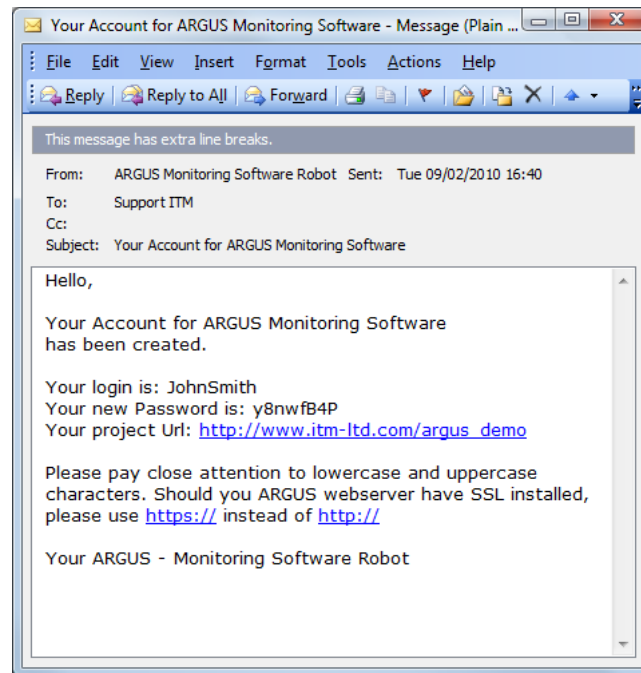 Your Account for ARGUS Monitoring Software - Message (Plain ...
File Edit View Insert Format Tools Actions Help
Reply Reply to All Forward
This message has extra line breaks.
From: ARGUS Monitoring Software Robot Sent: Tue 09/02/2010 16:40
To: Support ITM
Cc:
Subject: Your Account for ARGUS Monitoring Software
Hello,
Your Account for ARGUS Monitoring Software
has been created.
Your login is: JohnSmith
Your new Password is: y8nwfB4P
Your project Url: http://www.itm-ltd.com/argus_demo
Please pay close attention to lowercase and uppercase
characters. Should you ARGUS webserver have SSL installed,
please use https:// instead of http://
Your ARGUS - Monitoring Software Robot